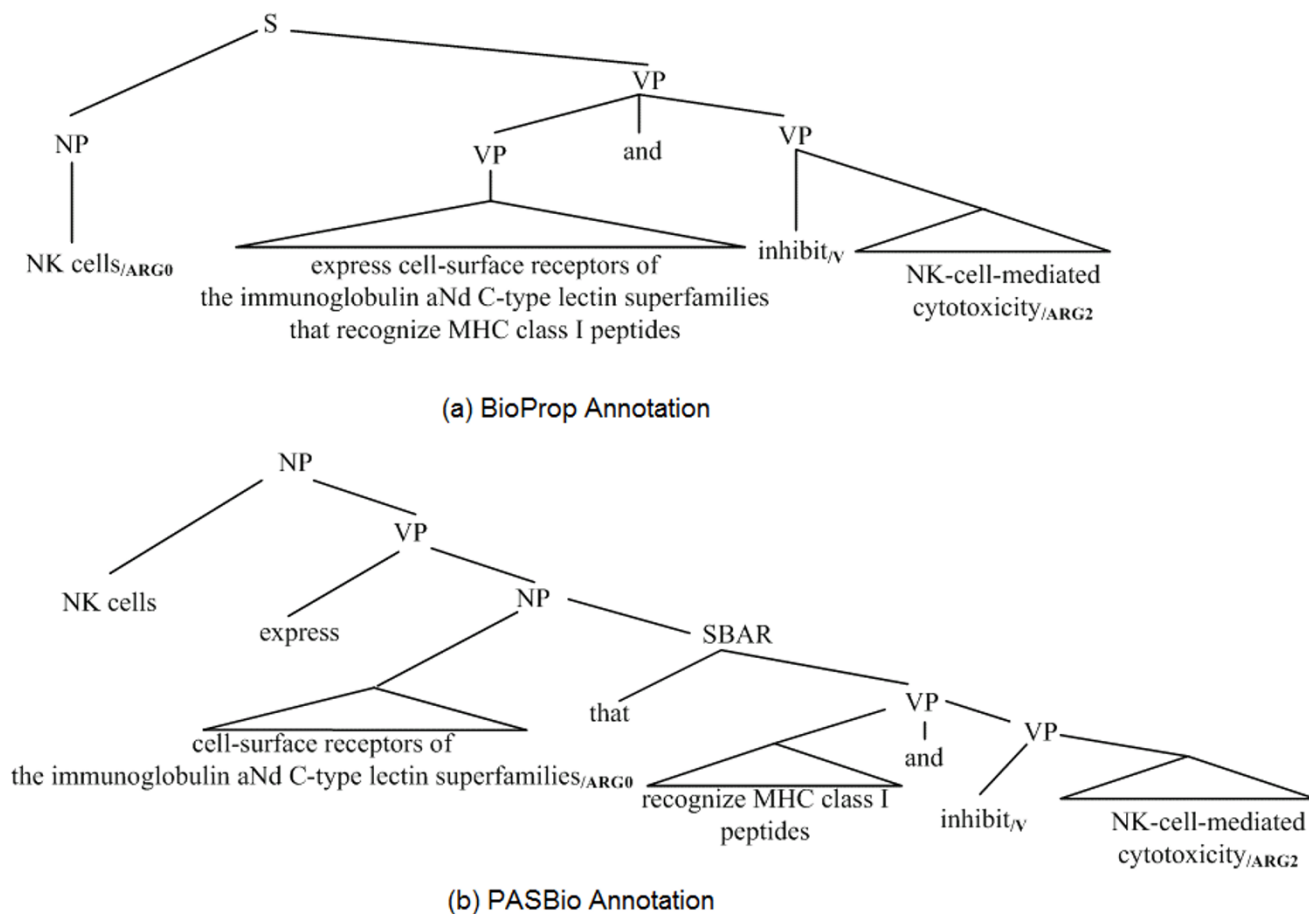 S
VP
NP
VP
and
VP
NK cells/ARG0
inhibit/V
express cell-surface receptors of
the immunoglobulin aNd C-type lectin superfamilies
that recognize MHC class I peptides
NK-cell-mediated
cytotoxicity/ARG2
(a) BioProp Annotation
NP
VP
NK cells
NP
express
SBAR
that
VP
VP
cell-surface receptors of
the immunoglobulin aNd C-type lectin superfamilies/ARG0
and
recognize MHC class I
peptides
inhibit/V
NK-cell-mediated
cytotoxicity/ARG2
(b) PASBio Annotation